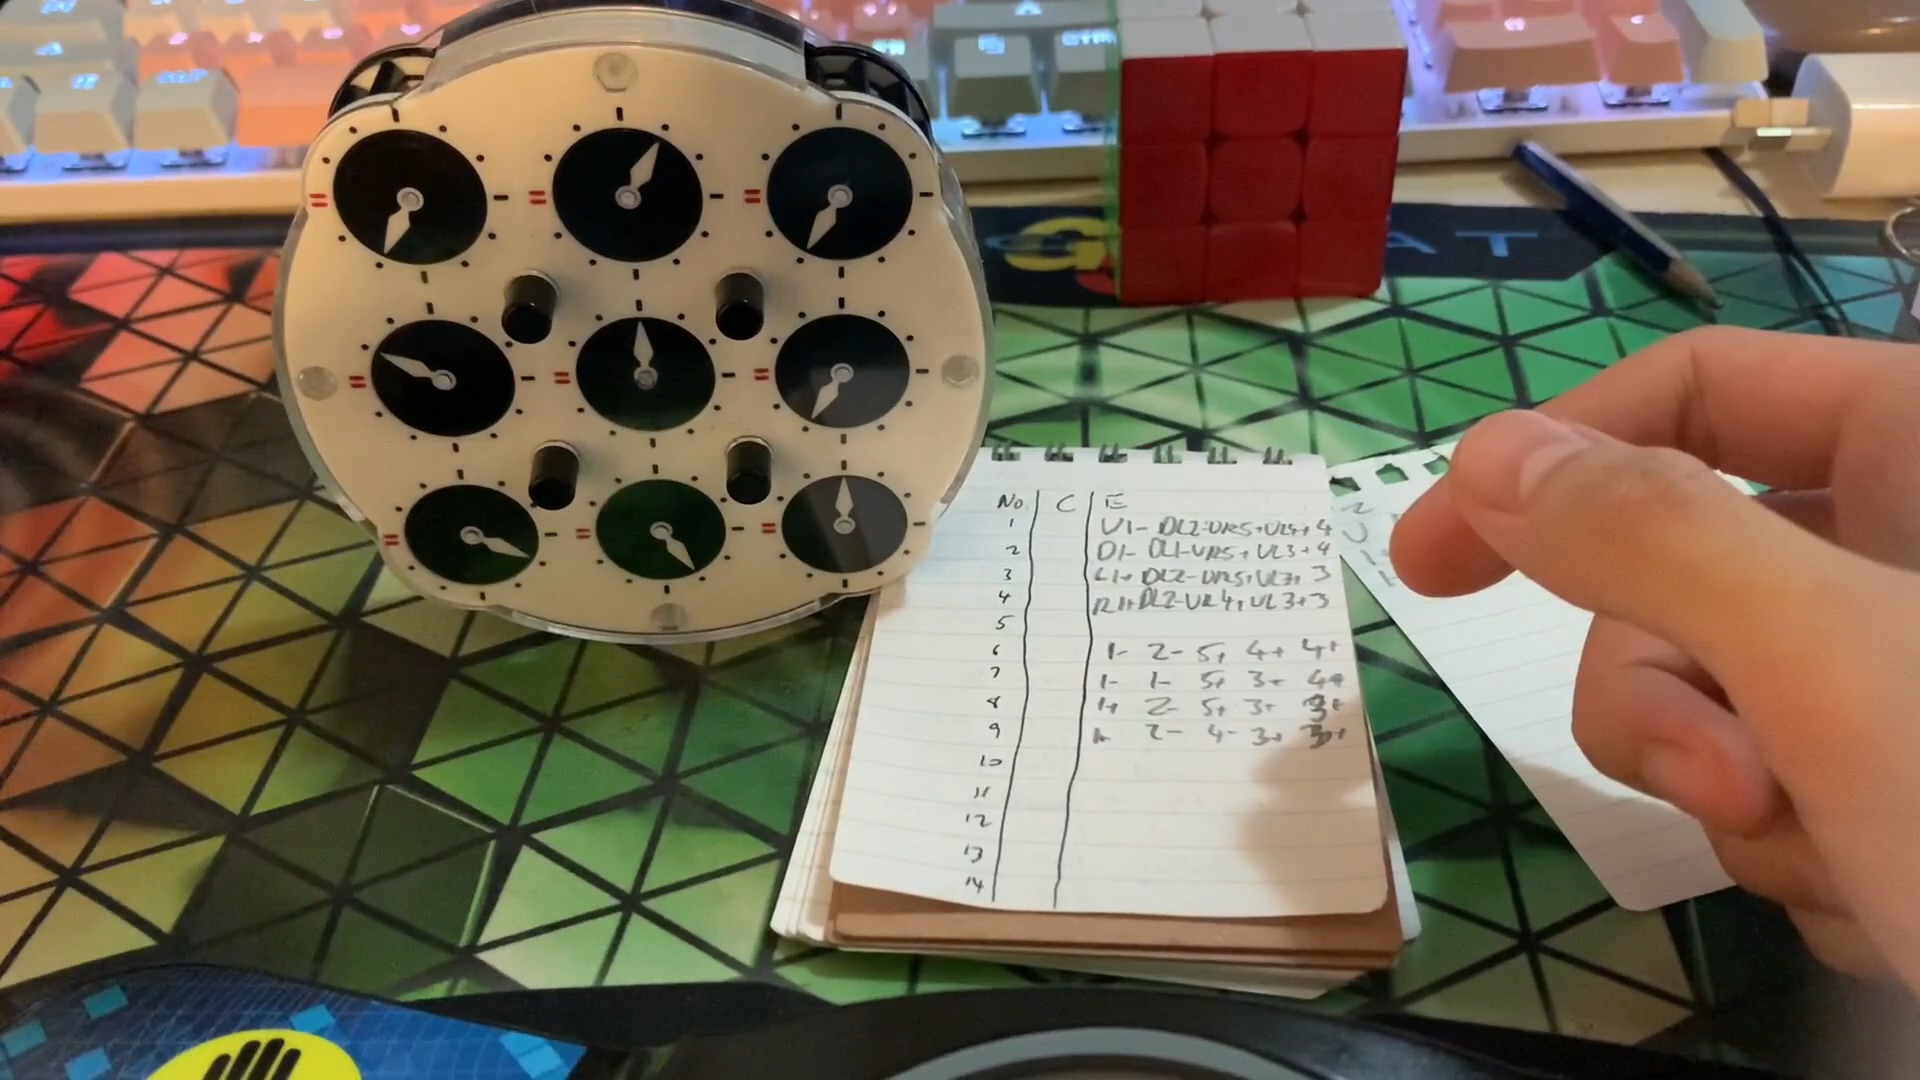 No C E
1 U1- DL2-UR5+UL4+4
2 D1- DL1-UR5+UL3+4
3 L1+ DL2-UR5+UL3+ 3
4 R1+DL2-UR4+UL3+3
5
6 1- 2- 5+ 4+ 4+
7 1- 1- 5+ 3+ 4+
8 1+ 2- 5+ 3+ 3+
9 2- 4- 3+ 3+
10
11
12
13
14